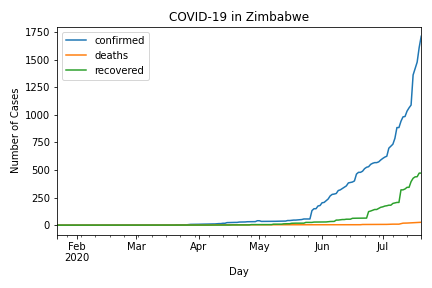 COVID-19 in Zimbabwe
confirmed
deaths
recovered
1750
1500
1250
1000
750
500
250
0
Number of Cases
Feb Mar Apr May Jun Jul
2020
Day